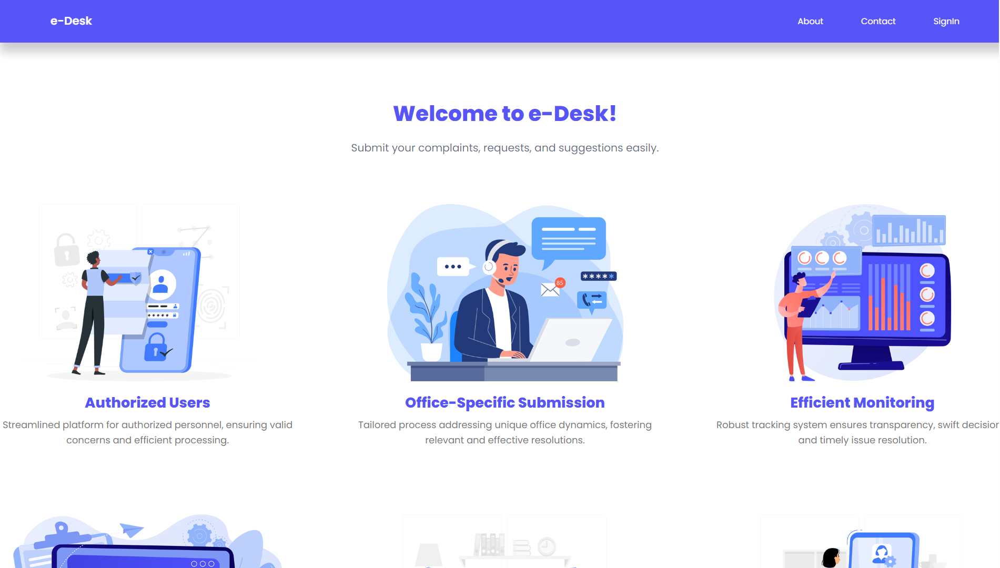 e-Desk
About
Contact
SignIn
Welcome to e-Desk!
Submit your complaints, requests, and suggestions easily.
85
*****
*****
Authorized Users
Streamlined platform for authorized personnel, ensuring valid
concerns and efficient processing.
Office-Specific Submission
Tailored process addressing unique office dynamics, fostering
relevant and effective resolutions.
Efficient Monitoring
Robust tracking system ensures transparency, swift decision
and timely issue resolution.